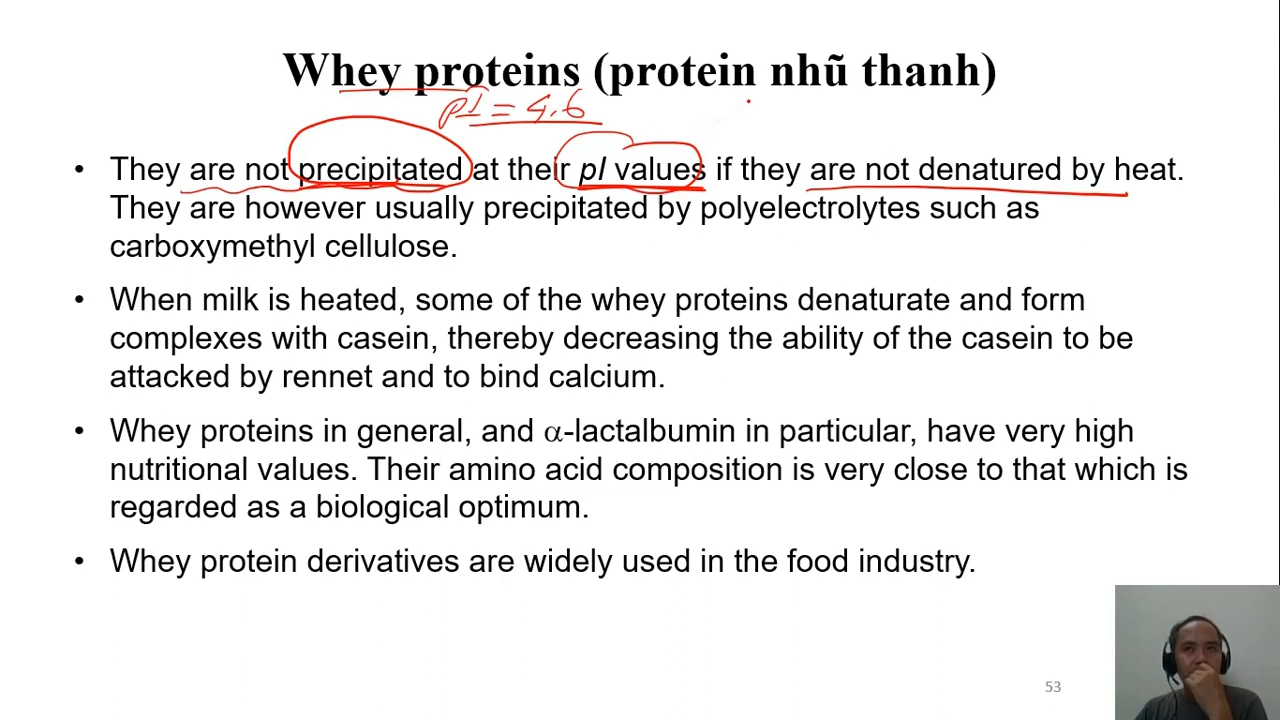 Whey proteins (protein nhũ thanh)
pI = 4.6
• They are not precipitated at their pI values if they are not denatured by heat.
They are however usually precipitated by polyelectrolytes such as
carboxymethyl cellulose.
• When milk is heated, some of the whey proteins denaturate and form
complexes with casein, thereby decreasing the ability of the casein to be
attacked by rennet and to bind calcium.
• Whey proteins in general, and α-lactalbumin in particular, have very high
nutritional values. Their amino acid composition is very close to that which is
regarded as a biological optimum.
• Whey protein derivatives are widely used in the food industry.
53